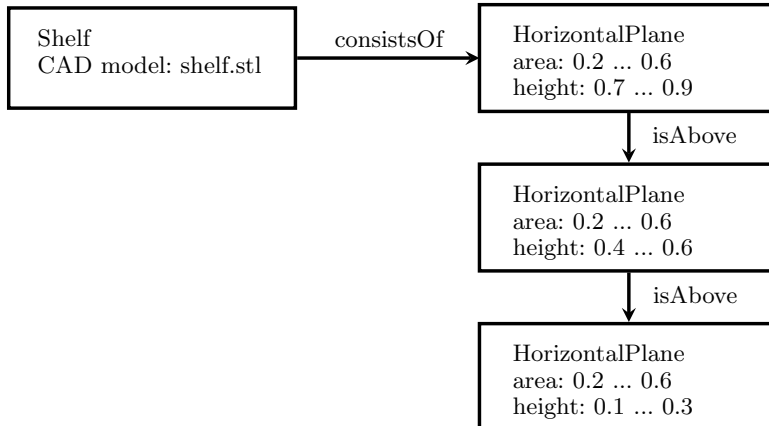 Shelf
CAD model: shelf.stl
consistsOf
HorizontalPlane
area: 0.2 ... 0.6
height: 0.7 ... 0.9
isAbove
HorizontalPlane
area: 0.2 ... 0.6
height: 0.4 ... 0.6
isAbove
HorizontalPlane
area: 0.2 ... 0.6
height: 0.1 ... 0.3